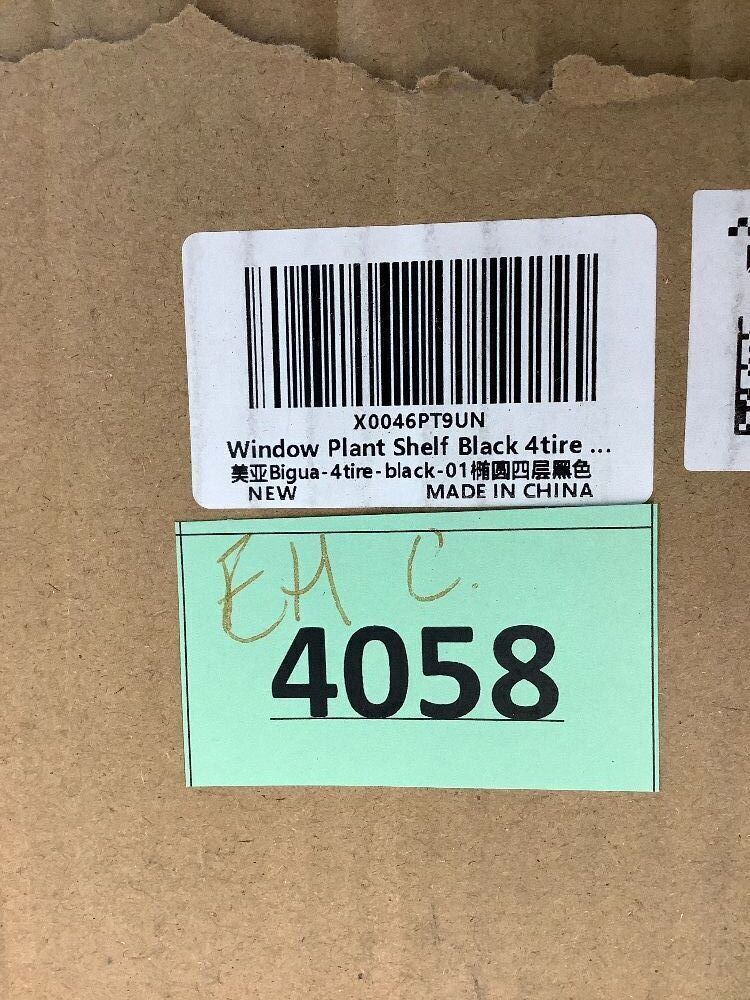 X0046PT9UN
Window Plant Shelf Black 4tire ...
美亚Bigua-4tire-black-01椭圆四层黑色
NEW MADE IN CHINA
EH C.
4058